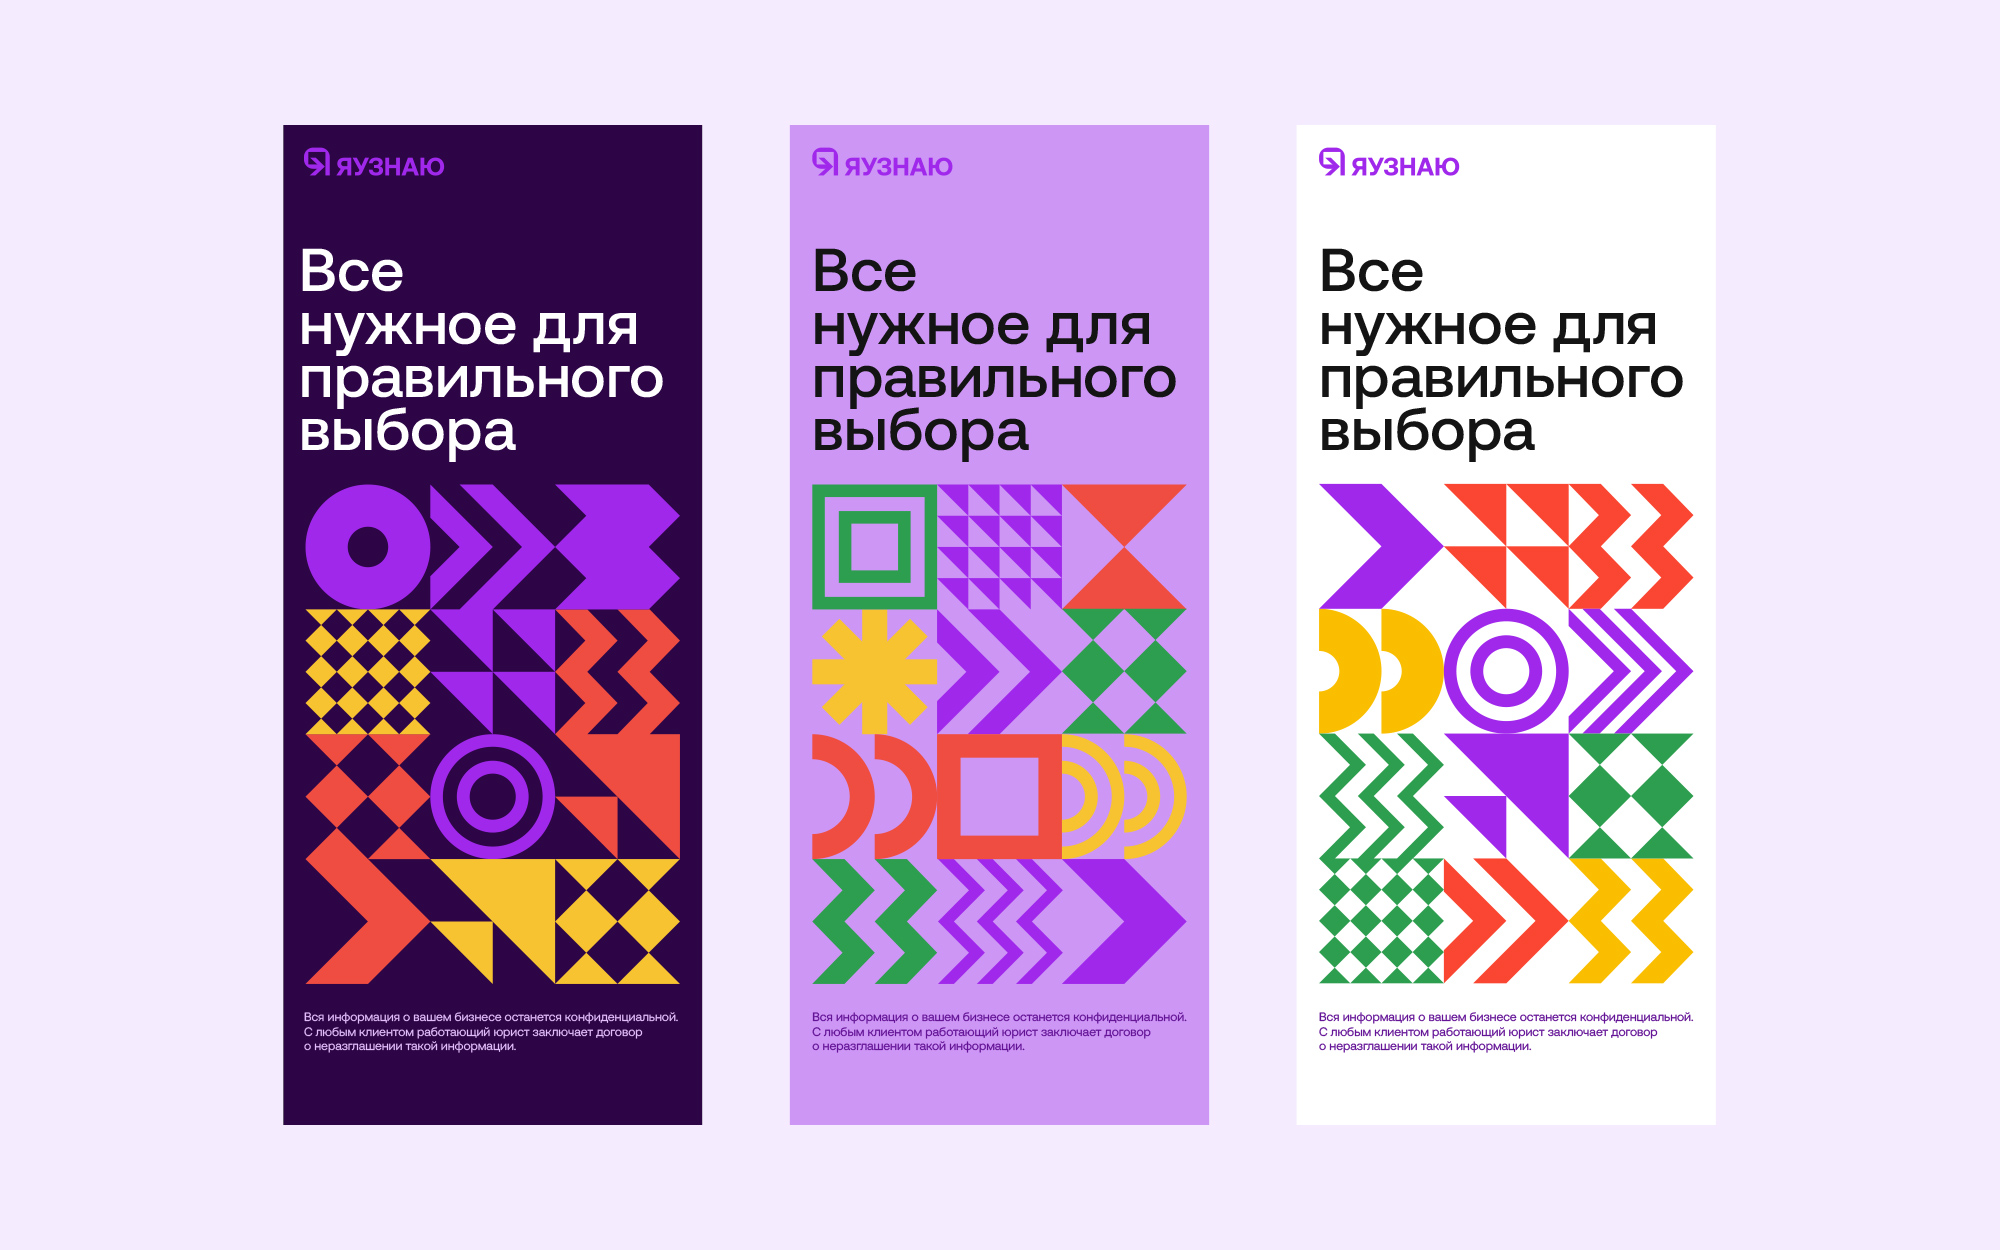 ЯУЗНАЮ
Все
нужное для
правильного
выбора
Вся информация о вашем бизнесе останется конфиденциальной.
С любым клиентом работающий юрист заключает договор
о неразглашении такой информации.
ЯУЗНАЮ
Все
нужное для
правильного
выбора
Вся информация о вашем бизнесе останется конфиденциальной.
С любым клиентом работающий юрист заключает договор
о неразглашении такой информации.
ЯУЗНАЮ
Все
нужное для
правильного
выбора
Вся информация о вашем бизнесе останется конфиденциальной.
С любым клиентом работающий юрист заключает договор
о неразглашении такой информации.